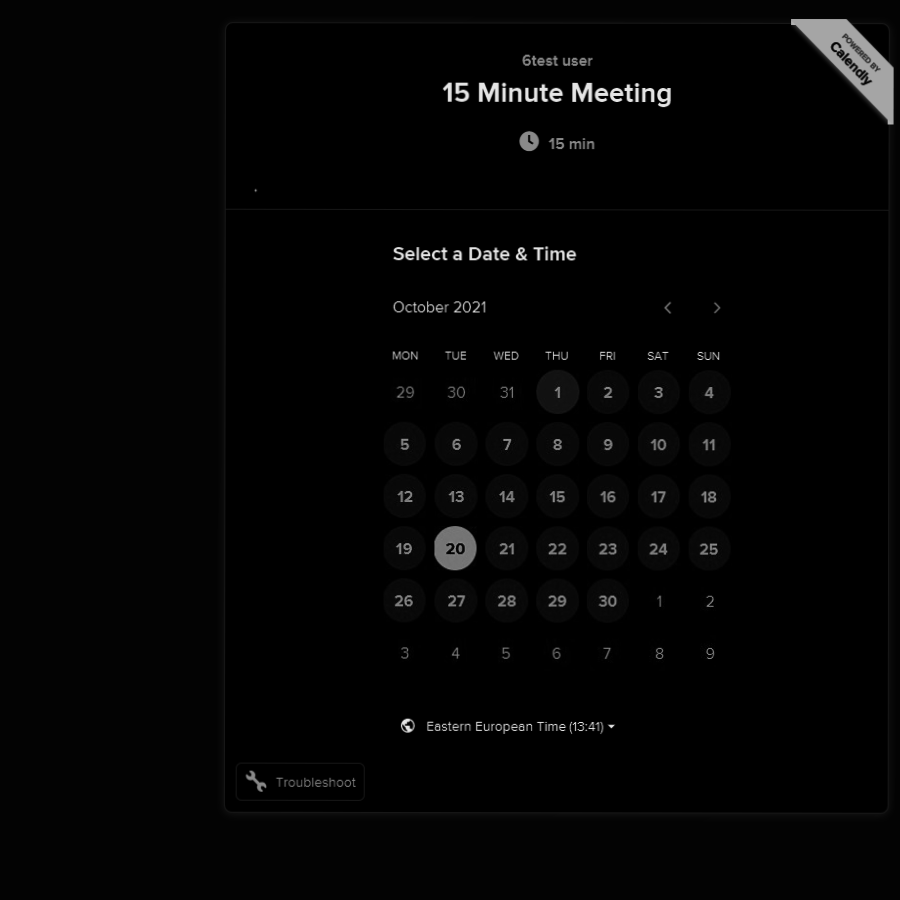 6test user
POWERED BY
Calendly
15 Minute Meeting
15 min
.
Select a Date & Time
October 2021
MON TUE WED THU FRI SAT SUN
29 30 31 1 2 3 4
5 6 7 8 9 10 11
12 13 14 15 16 17 18
19 20 21 22 23 24 25
26 27 28 29 30 1 2
3 4 5 6 7 8 9
Eastern European Time (13:41)
Troubleshoot